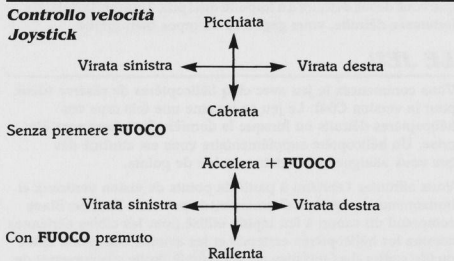 Controllo velocità
Joystick
Picchiata
Virata sinistra Virata destra
Cabrata
Senza premere FUOCO
Accelera + FUOCO
Virata sinistra Virata destra
Con FUOCO premuto
Rallenta